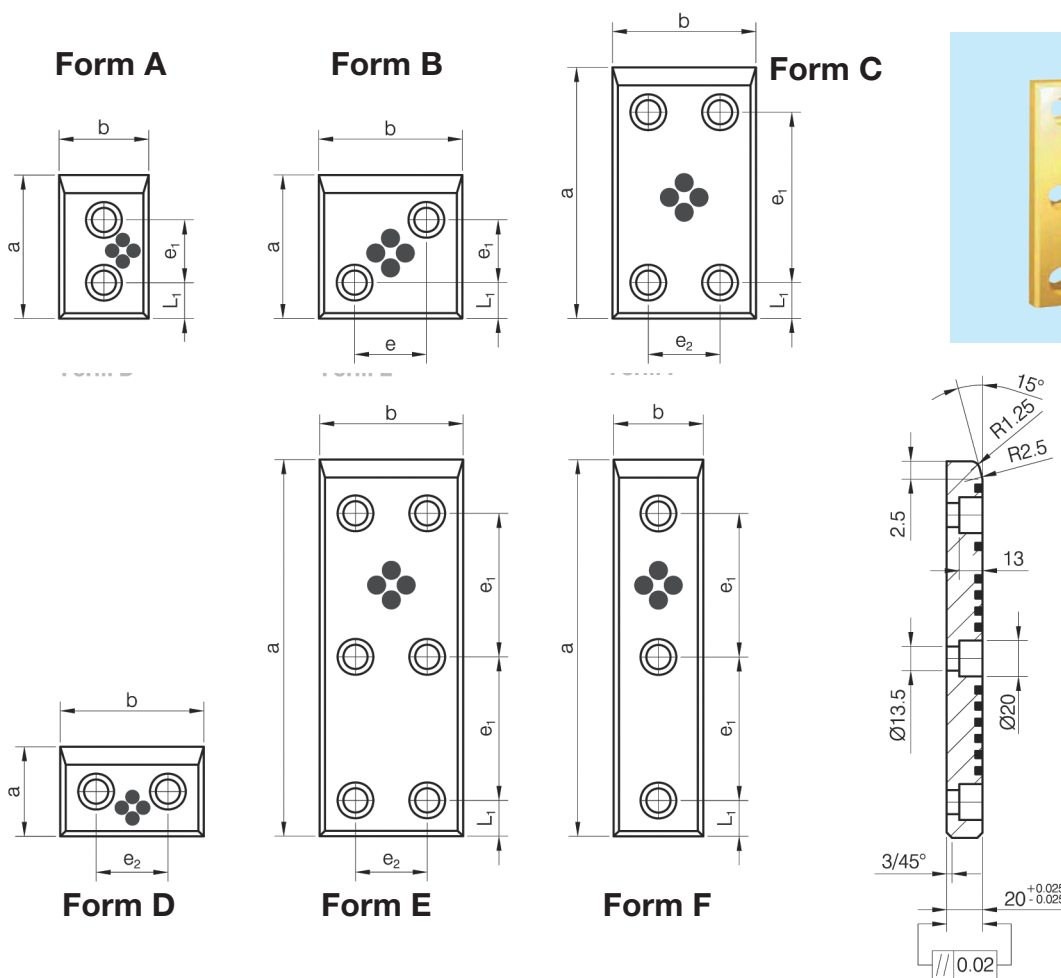 Form A
Form B
Form C
b
a
e₁
L₁
b
a
e₁
L₁
e
b
a
e₁
L₁
e₂
b
a
e₂
Form D
b
a
e₁
e₁
L₁
e₂
Form E
b
a
e₁
e₁
L₁
Form F
15°
R1.25
R2.5
2.5
13
Ø13.5
Ø20
3/45°
20 +0.025 -0.025
// 0.02